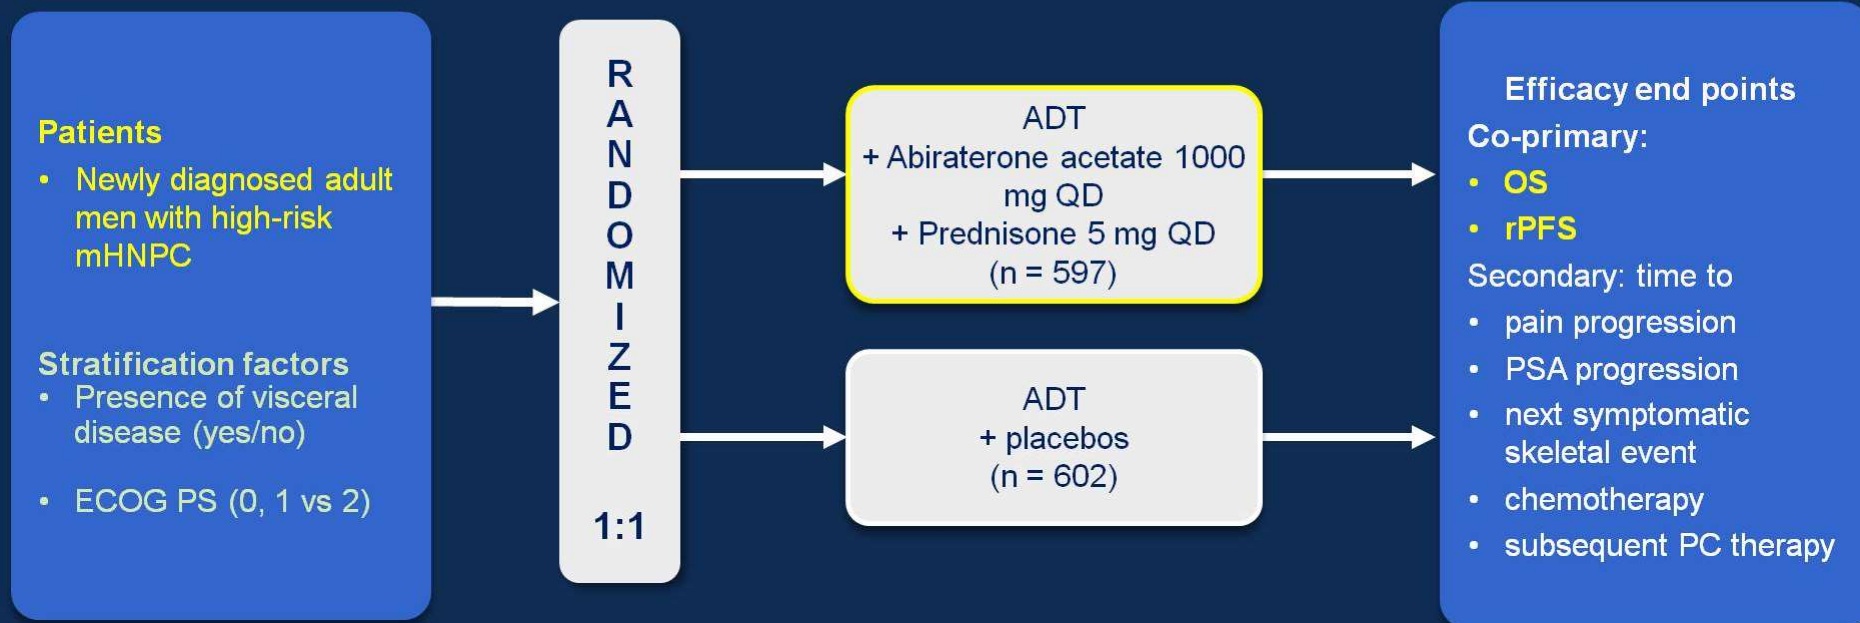 Patients
• Newly diagnosed adult
men with high-risk
mHNPC
Stratification factors
• Presence of visceral
disease (yes/no)
• ECOG PS (0, 1 vs 2)
R
A
N
D
O
M
I
Z
E
D
1:1
ADT
+ Abiraterone acetate 1000
mg QD
+ Prednisone 5 mg QD
(n = 597)
ADT
+ placebos
(n = 602)
Efficacy end points
Co-primary:
• OS
• rPFS
Secondary: time to
• pain progression
• PSA progression
• next symptomatic
skeletal event
• chemotherapy
• subsequent PC therapy